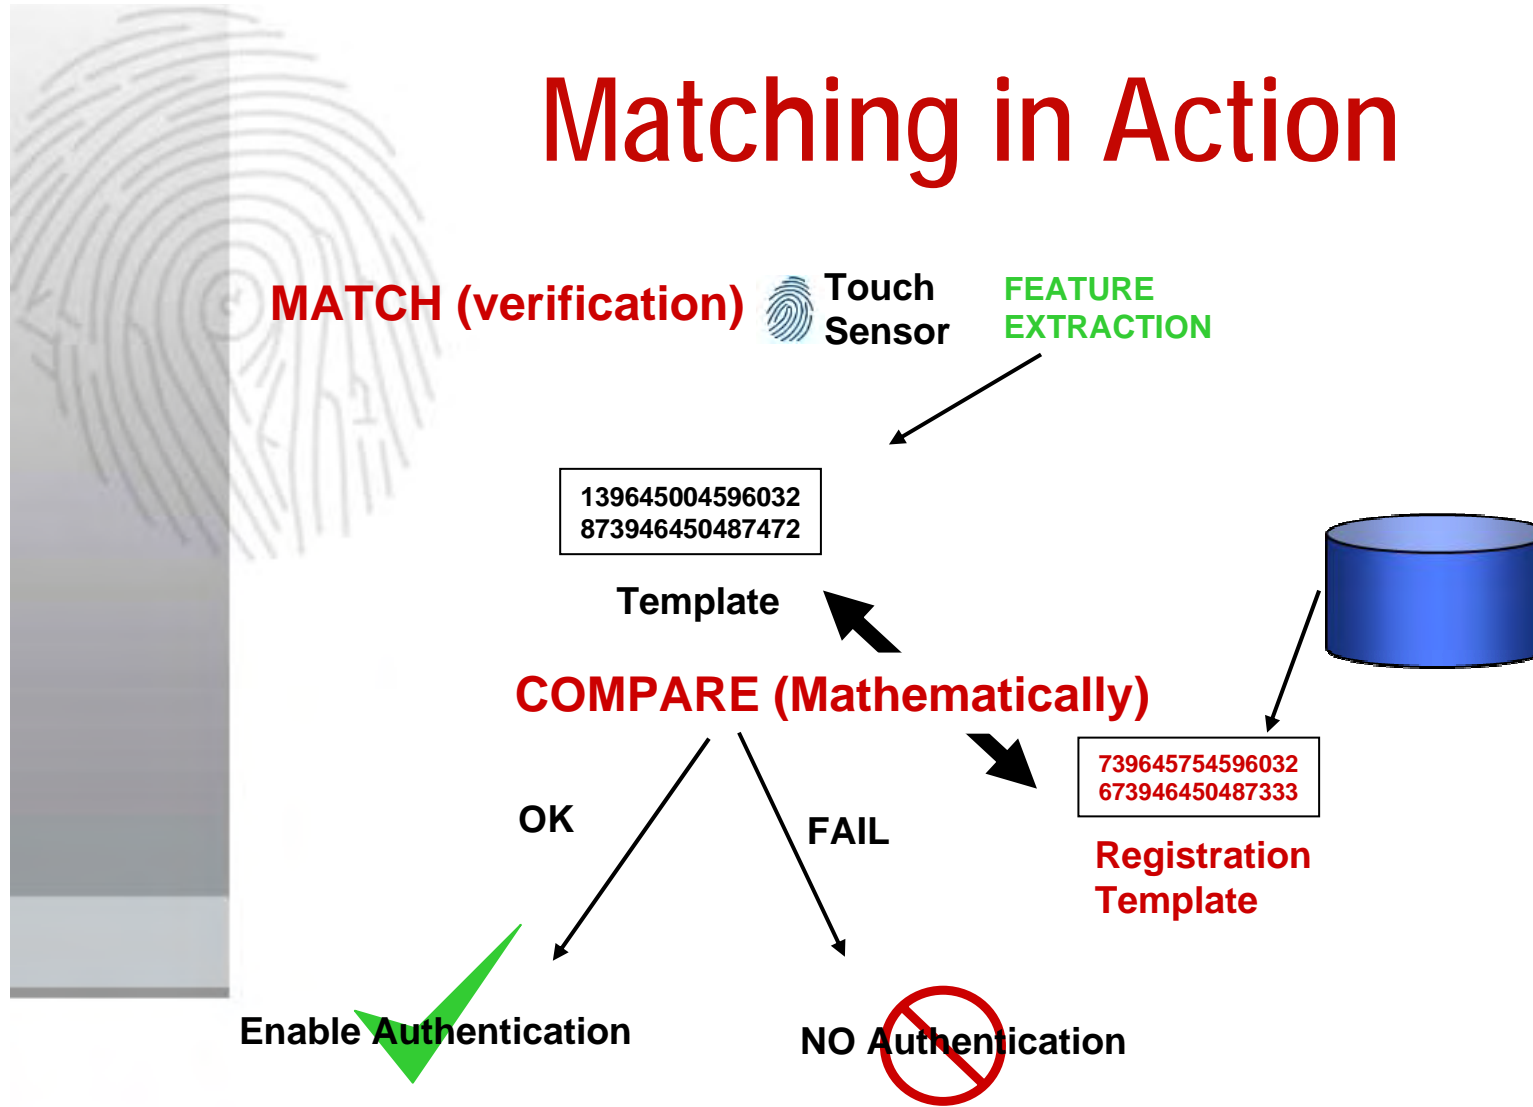 Matching in Action
MATCH (verification)
Touch
Sensor
FEATURE
EXTRACTION
139645004596032
873946450487472
Template
COMPARE (Mathematically)
739645754596032
673946450487333
Registration
Template
OK
FAIL
Enable Authentication
NO Authentication